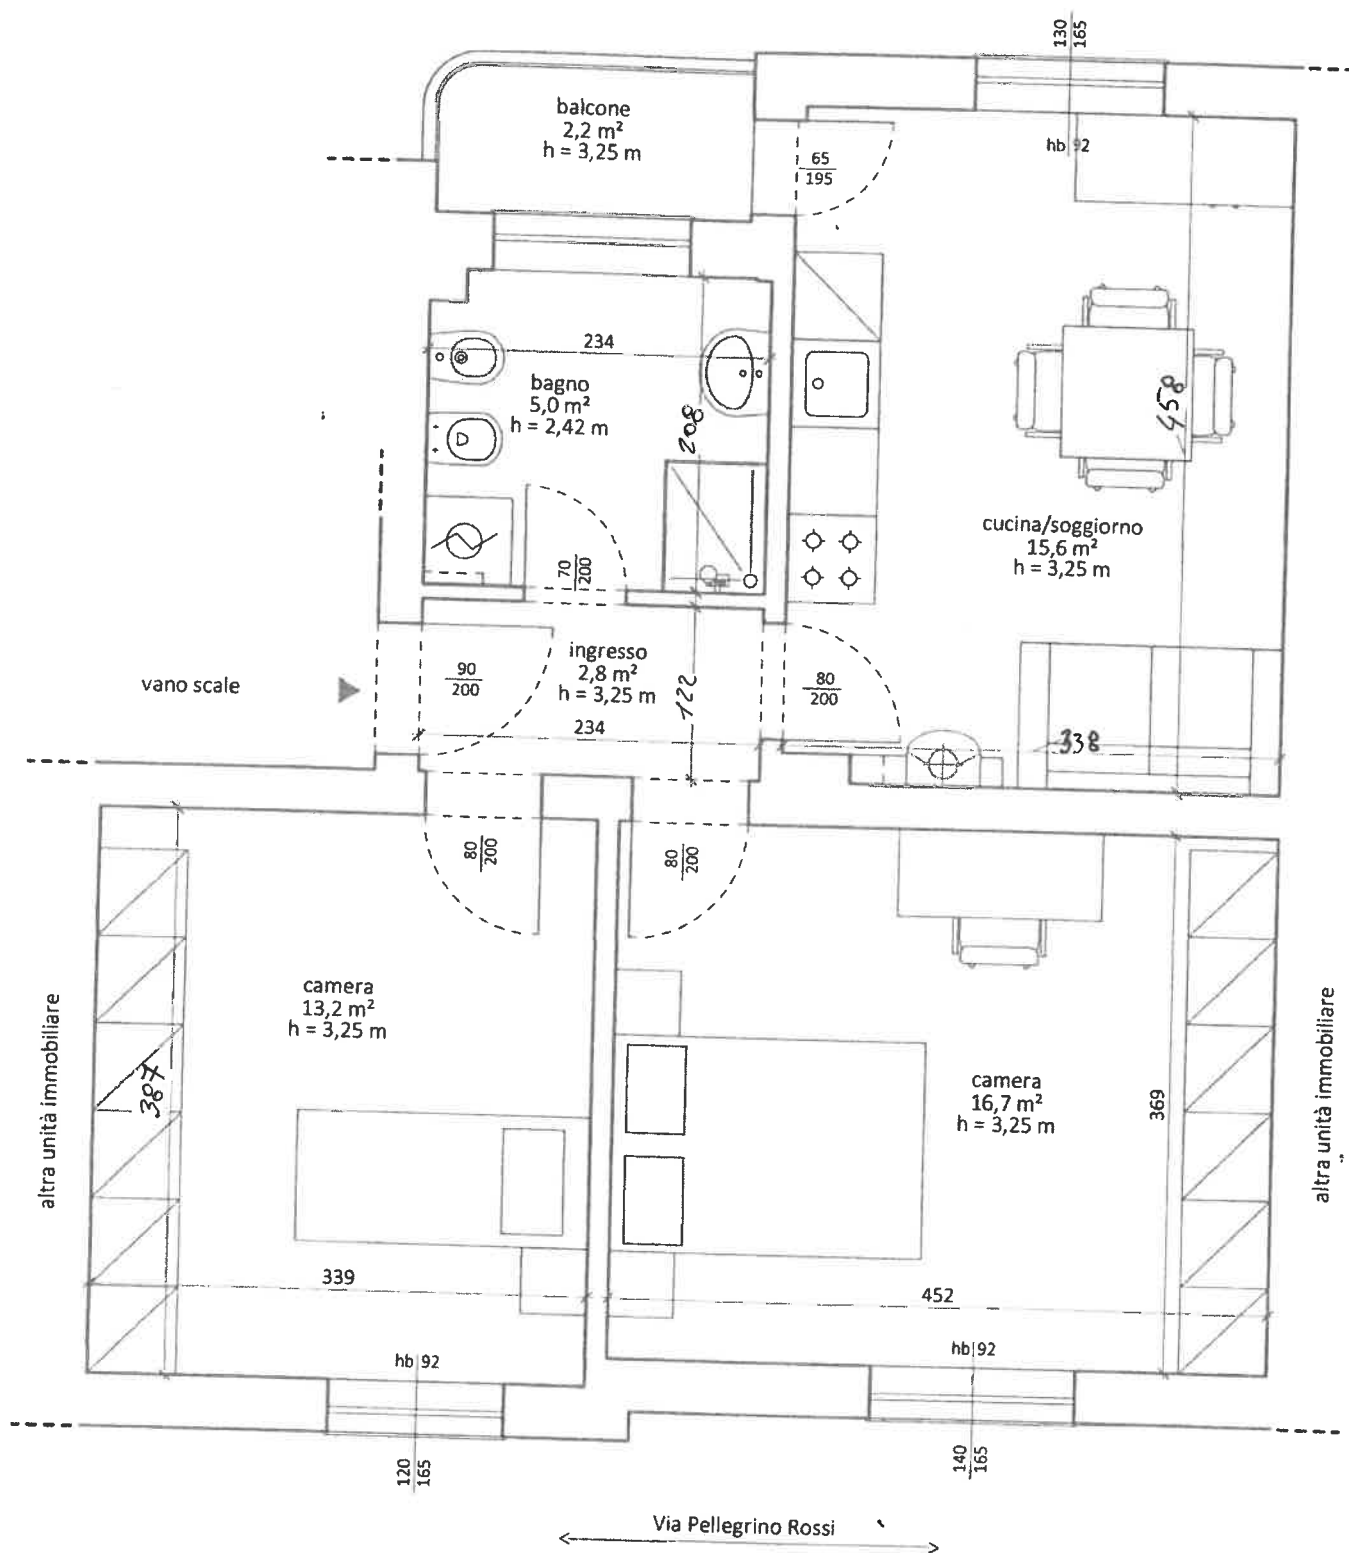 130
165
balcone
2,2 m²
h = 3,25 m
65
195
hb 92
234
bagno
5,0 m²
h = 2,42 m
208
458
cucina/soggiorno
15,6 m²
h = 3,25 m
70
200
vano scale
90
200
ingresso
2,8 m²
h = 3,25 m
122
80
200
234
338
80
200
80
200
altra unità immobiliare
camera
13,2 m²
h = 3,25 m
387
camera
16,7 m²
h = 3,25 m
369
altra unità immobiliare
339
452
hb 92
hb 92
120
165
140
165
Via Pellegrino Rossi